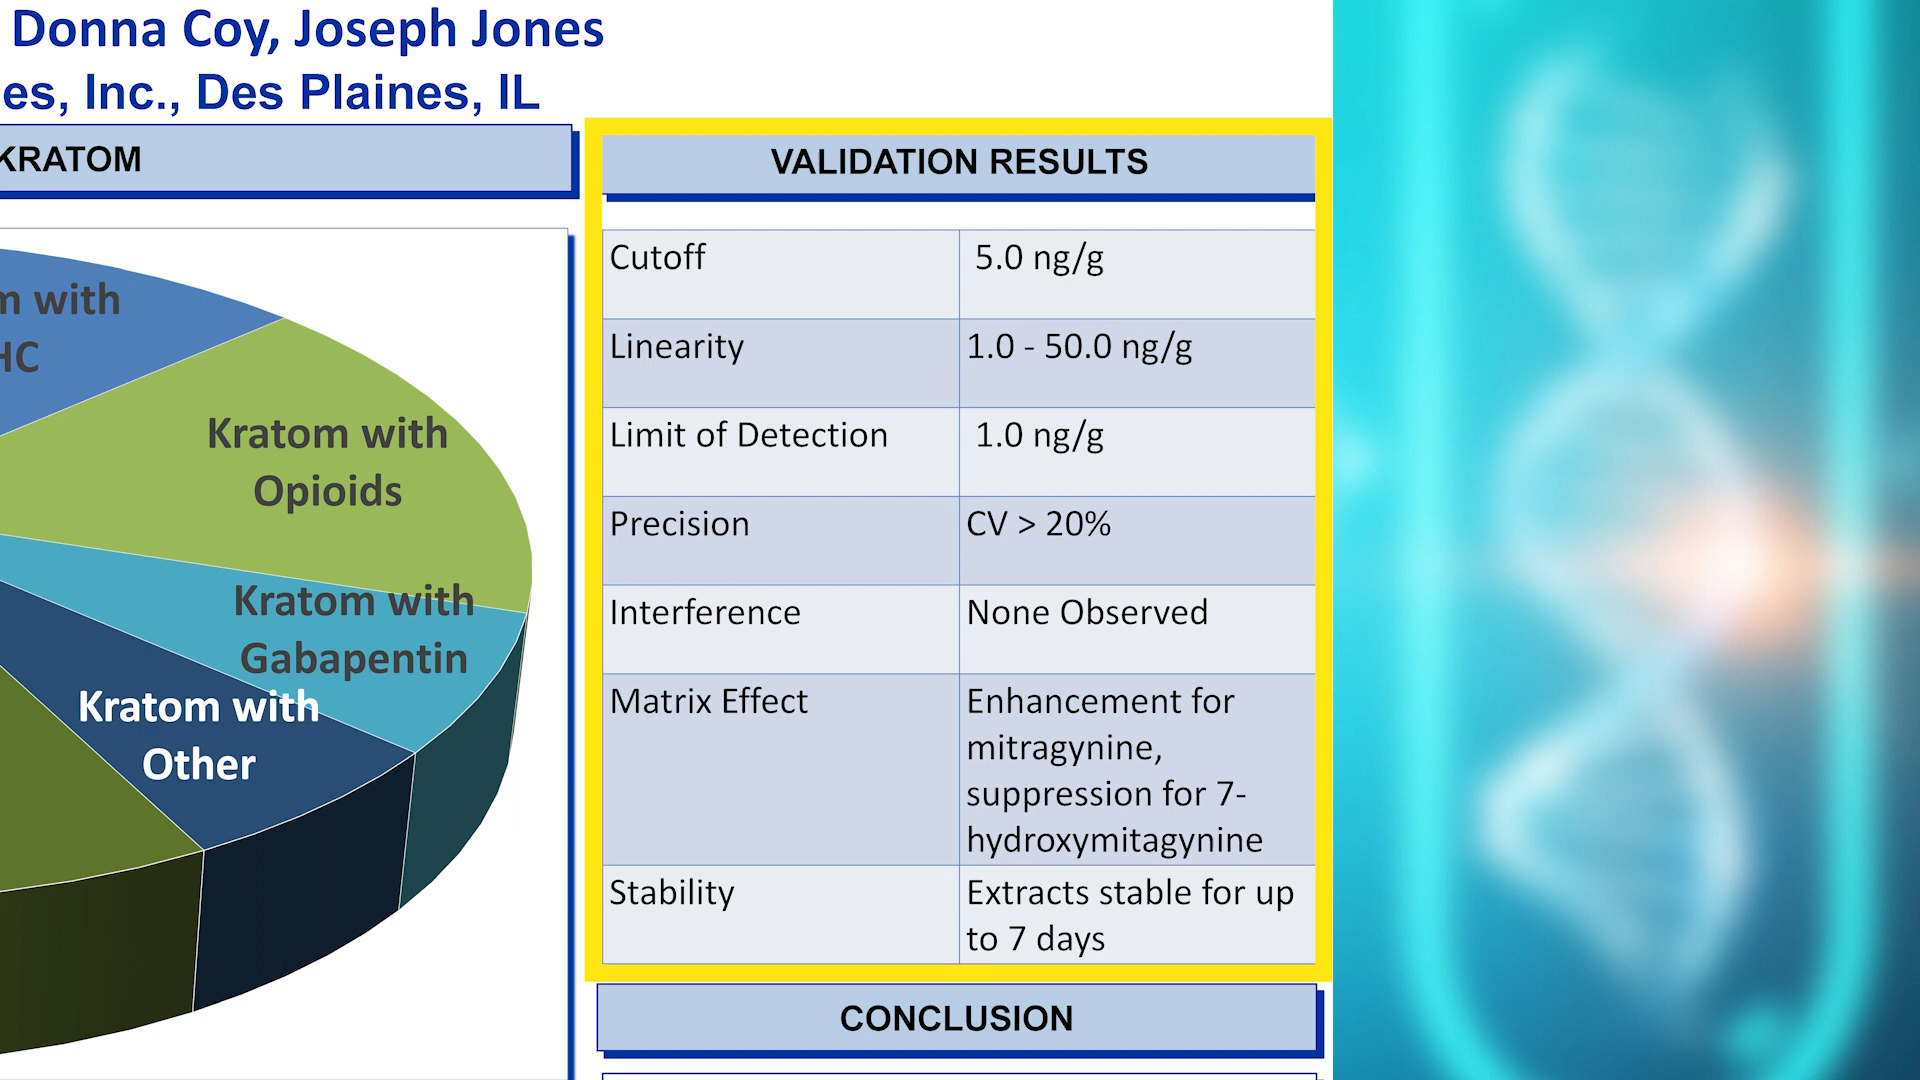 Donna Coy, Joseph Jones
es, Inc., Des Plaines, IL
KRATOM
m with
HC
Kratom with
Opioids
Kratom with
Gabapentin
Kratom with
Other
VALIDATION RESULTS
Cutoff 5.0 ng/g
Linearity 1.0 - 50.0 ng/g
Limit of Detection 1.0 ng/g
Precision CV > 20%
Interference None Observed
Matrix Effect Enhancement for
mitragynine,
suppression for 7-
hydroxymitagynine
Stability Extracts stable for up
to 7 days
CONCLUSION